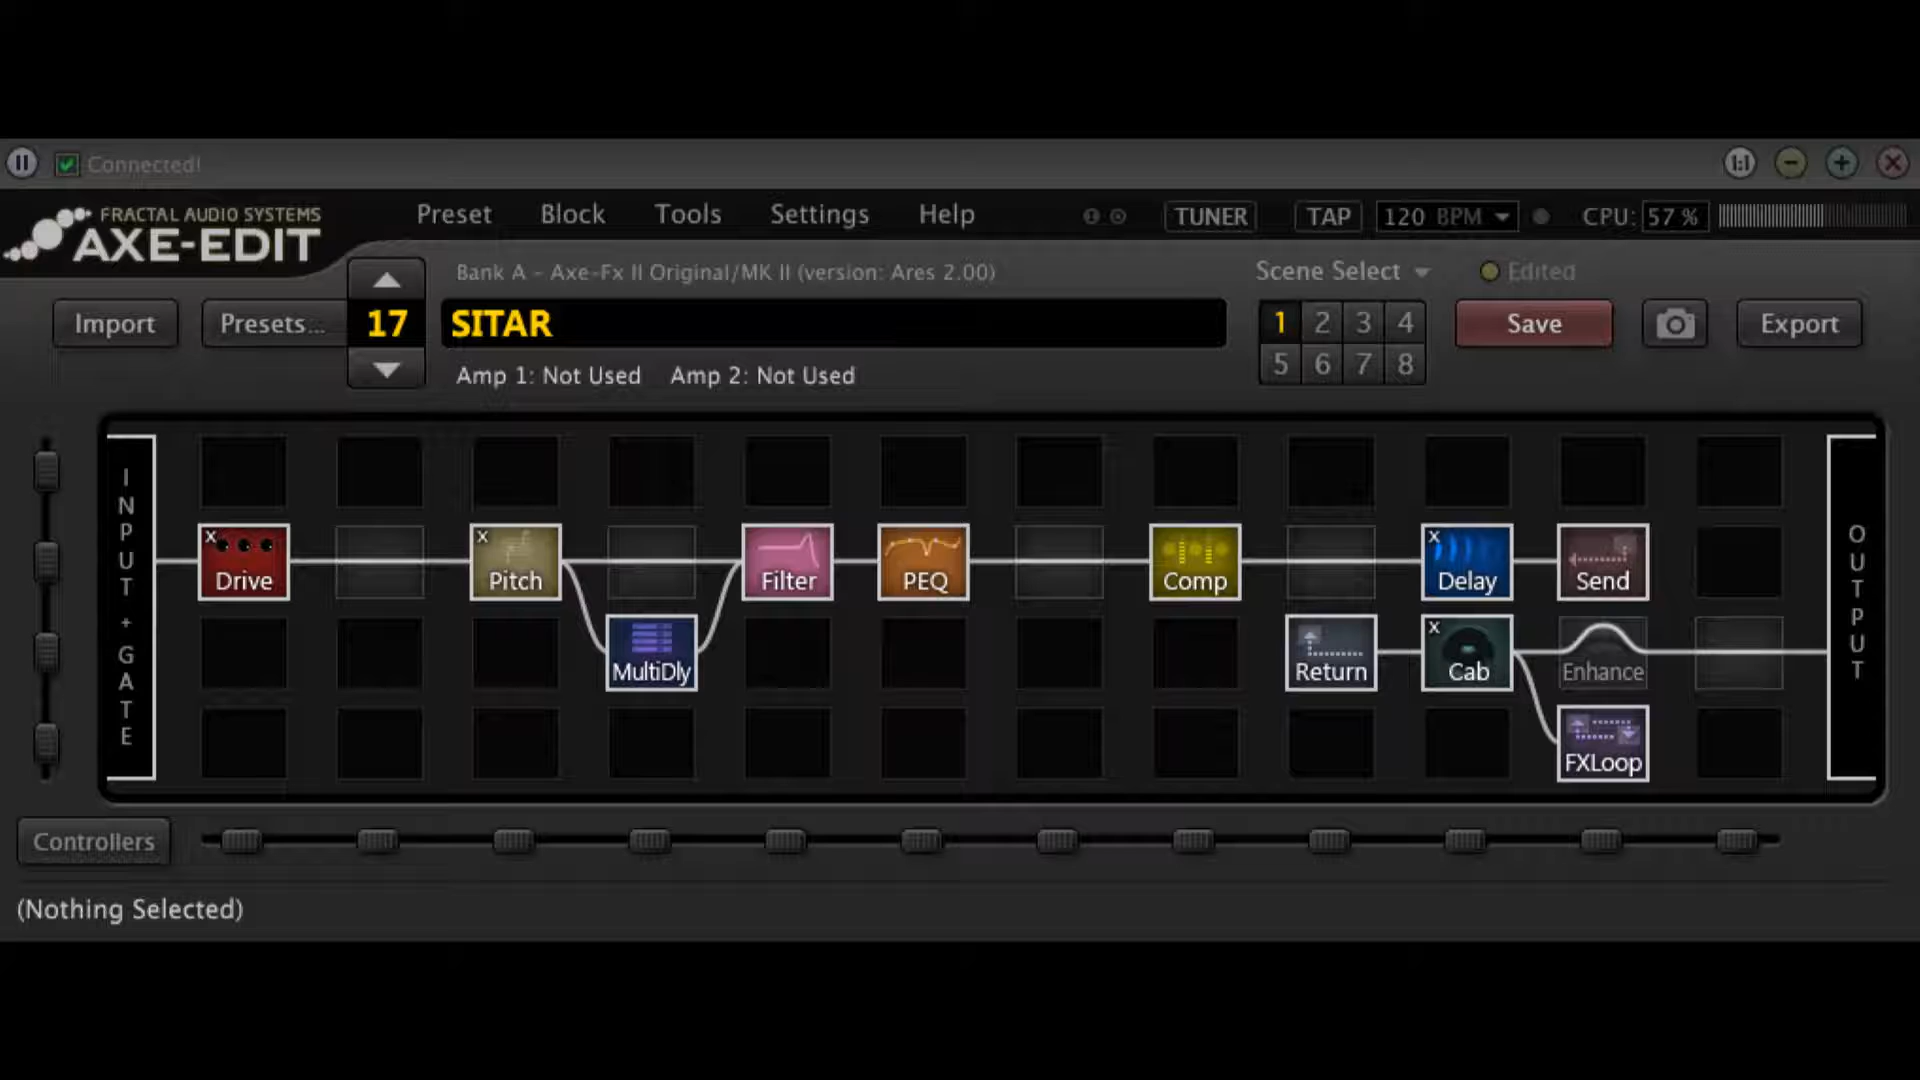 Connected!
1:1
FRACTAL AUDIO SYSTEMS
AXE-EDIT
Preset Block Tools Settings Help
TUNER TAP 120 BPM CPU: 57 %
Bank A - Axe-Fx II Original/MK II (version: Ares 2.00)
Scene Select Edited
Import Presets... 17 SITAR
1 2 3 4
5 6 7 8
Save Export
Amp 1: Not Used Amp 2: Not Used
INPUT + GATE
X Drive
X Pitch
Filter
PEQ
Comp
X Delay
Send
MultiDly
Return
X Cab
Enhance
FXLoop
OUTPUT
Controllers
(Nothing Selected)